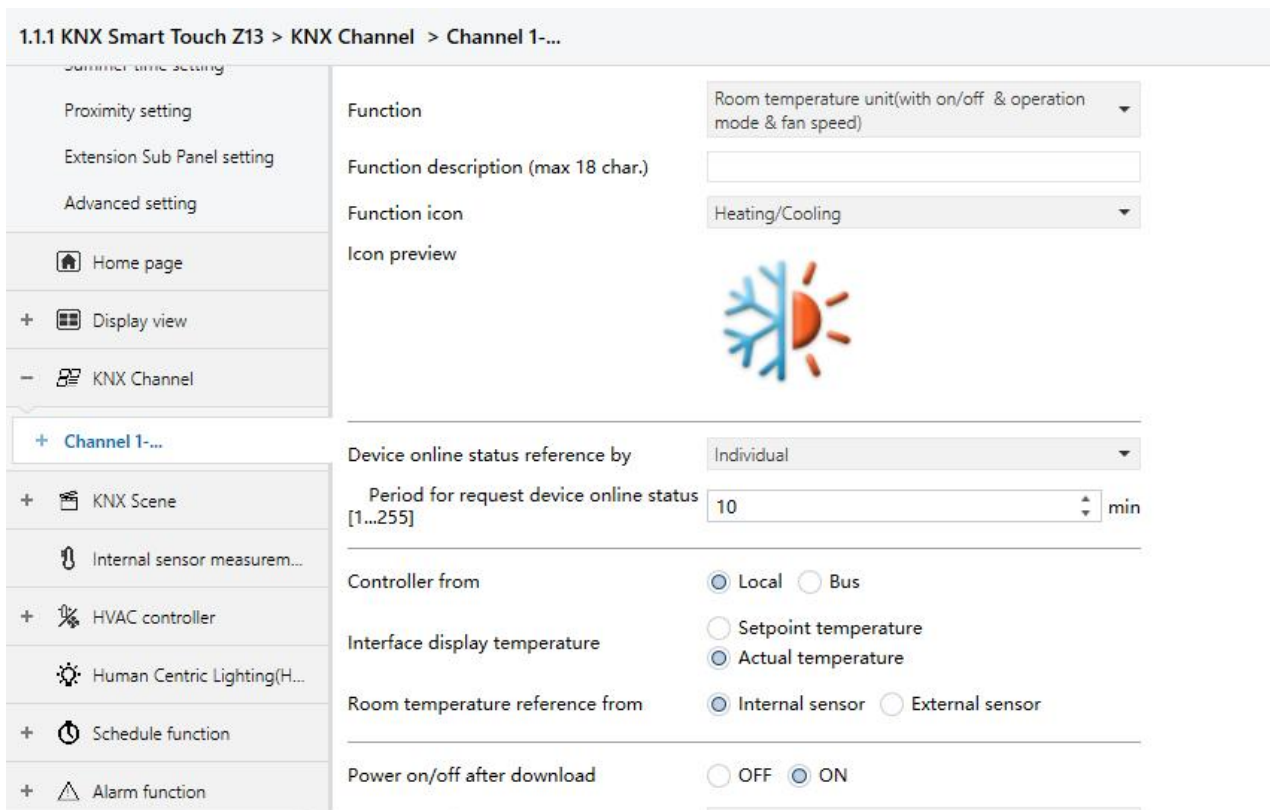 1.1.1 KNX Smart Touch Z13 > KNX Channel > Channel 1-...
Summer time setting
Proximity setting
Extension Sub Panel setting
Advanced setting
Home page
+ Display view
– KNX Channel
+ Channel 1-...
+ KNX Scene
Internal sensor measurem...
+ HVAC controller
Human Centric Lighting(H...
+ Schedule function
+ Alarm function
Function
Room temperature unit(with on/off & operation
mode & fan speed)
Function description (max 18 char.)
Function icon
Heating/Cooling
Icon preview
Device online status reference by
Individual
Period for request device online status
[1...255]
10
min
Controller from
Local
Bus
Interface display temperature
Setpoint temperature
Actual temperature
Room temperature reference from
Internal sensor
External sensor
Power on/off after download
OFF
ON